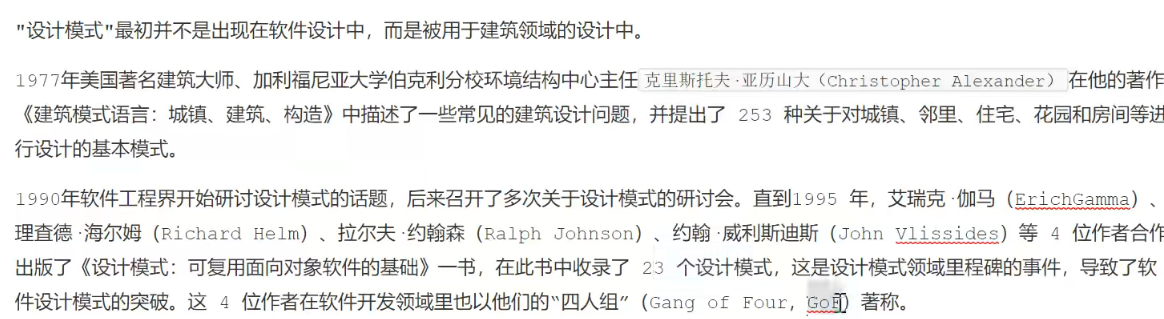 "设计模式"最初并不是出现在软件设计中，而是被用于建筑领域的设计中。
1977年美国著名建筑大师、加利福尼亚大学伯克利分校环境结构中心主任 克里斯托夫·亚历山大（Christopher Alexander） 在他的著作
《建筑模式语言：城镇、建筑、构造》中描述了一些常见的建筑设计问题，并提出了 253 种关于对城镇、邻里、住宅、花园和房间等进
行设计的基本模式。
1990年软件工程界开始研讨设计模式的话题，后来召开了多次关于设计模式的研讨会。直到1995 年，艾瑞克·伽马（ErichGamma）、
理査德·海尔姆（Richard Helm）、拉尔夫·约翰森（Ralph Johnson）、约翰·威利斯迪斯（John Vlissides）等 4 位作者合作
出版了《设计模式：可复用面向对象软件的基础》一书，在此书中收录了 23 个设计模式，这是设计模式领域里程碑的事件，导致了软
件设计模式的突破。这 4 位作者在软件开发领域里也以他们的“四人组”（Gang of Four，GoF）著称。